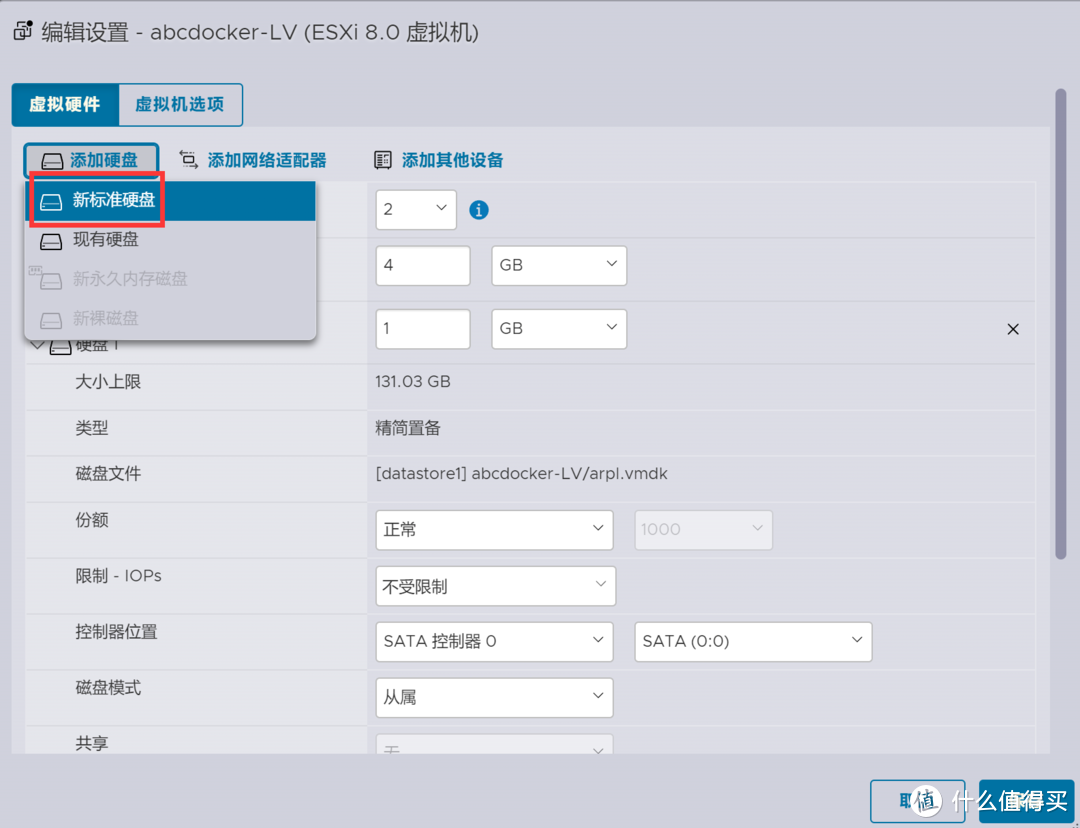 编辑设置 - abcdocker-LV (ESXi 8.0 虚拟机)
虚拟硬件 虚拟机选项
添加硬盘 添加网络适配器 添加其他设备
新标准硬盘
2
现有硬盘
4 GB
新永久内存磁盘
新裸磁盘
1 GB
硬盘 1
大小上限 131.03 GB
类型 精简置备
磁盘文件 [datastore1] abcdocker-LV/arpl.vmdk
份额 正常 1000
限制 - IOPs 不受限制
控制器位置 SATA 控制器 0 SATA (0:0)
磁盘模式 从属
共享 无
取
值 什么值得买